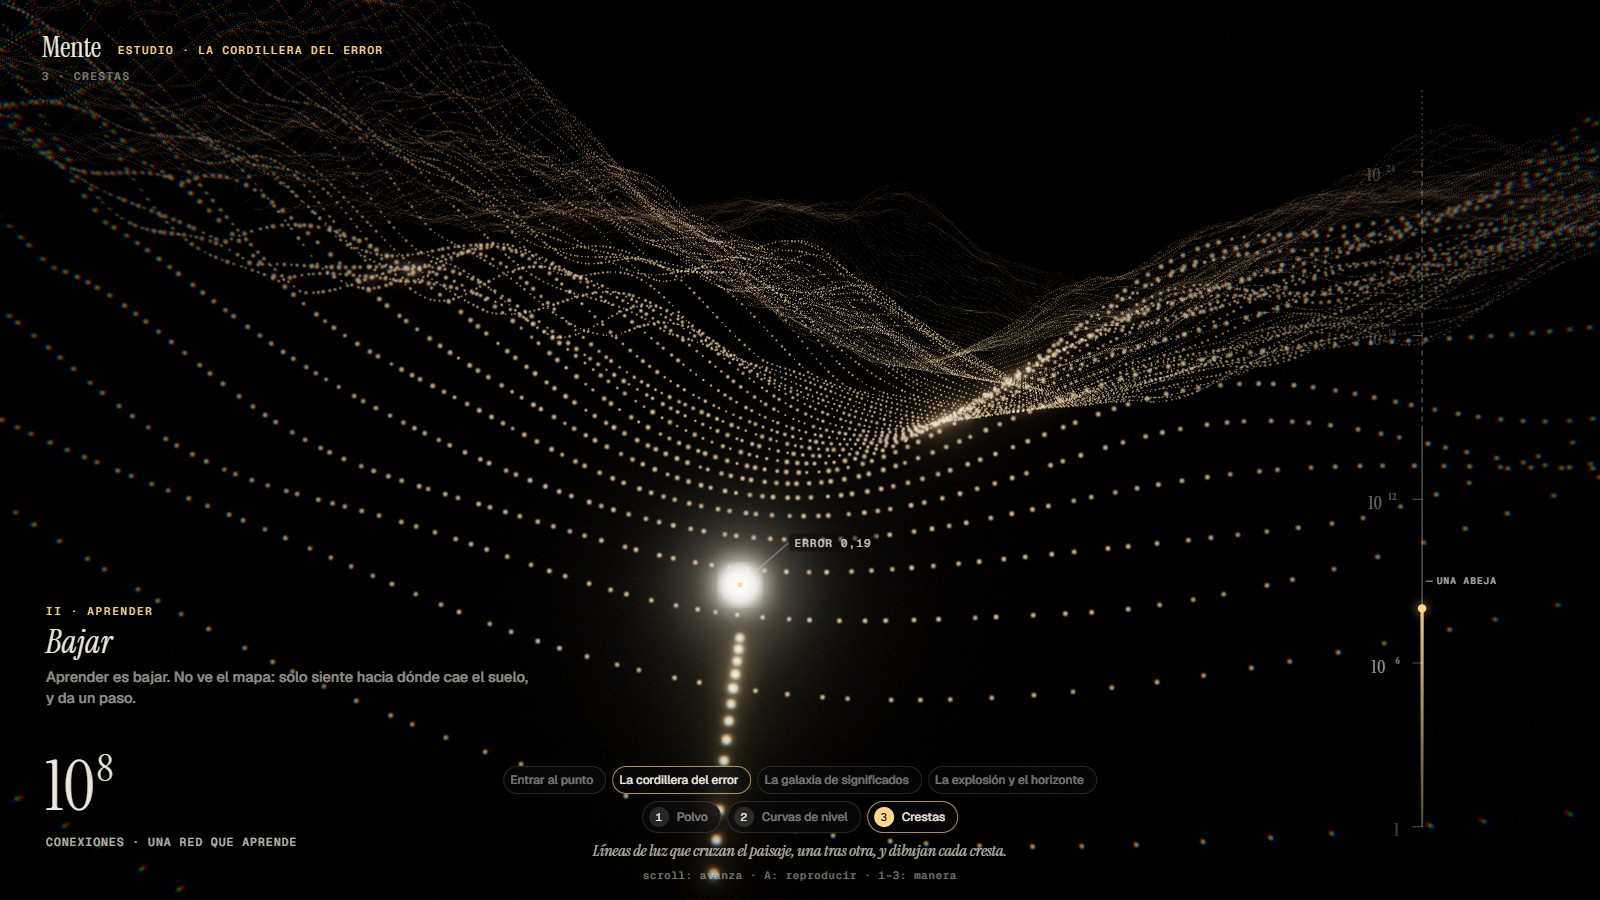 Mente ESTUDIO · LA CORDILLERA DEL ERROR
3 · CRESTAS
10 24
10 18
10 12
ERROR 0,19
UNA ABEJA
10 6
1
II · APRENDER
Bajar
Aprender es bajar. No ve el mapa: solo siente hacia dónde cae el suelo,
y da un paso.
10⁸
CONEXIONES · UNA RED QUE APRENDE
Entrar al punto La cordillera del error La galaxia de significados La explosión y el horizonte
1 Polvo 2 Curvas de nivel 3 Crestas
Líneas de luz que cruzan el paisaje, una tras otra, y dibujan cada cresta.
scroll: avanza · A: reproducir · 1–3: manera